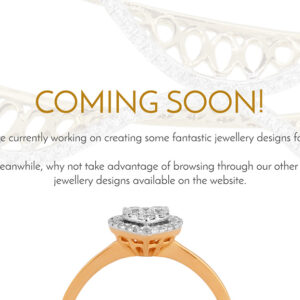 COMING SOON!
currently working on creating some fantastic jewellery designs
why not take advantage of browsing through our other
jewellery designs available on the website.